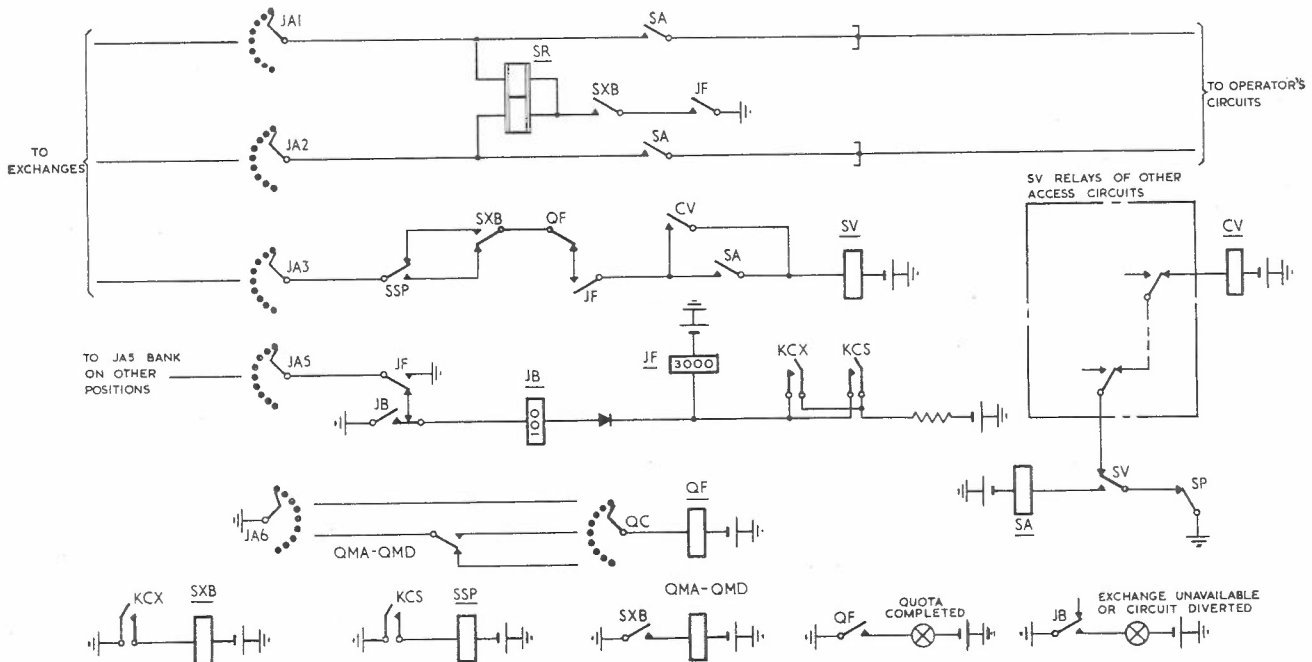 JA1
SA
SR
SXB
JF
TO OPERATOR'S
CIRCUITS
TO
EXCHANGES
JA2
SA
SV RELAYS OF OTHER
ACCESS CIRCUITS
SXB
QF
CV
SV
CV
JA3
SSP
JF
SA
TO JA5 BANK
ON OTHER
POSITIONS
JA5
JF
JB
JB
100
JF
3000
KCX
KCS
SV
SP
SA
JA6
QMA-QMD
QC
QF
KCX
SXB
KCS
SSP
SXB
QMA-QMD
QF
QUOTA
COMPLETED
JB
EXCHANGE UNAVAILABLE
OR CIRCUIT DIVERTED